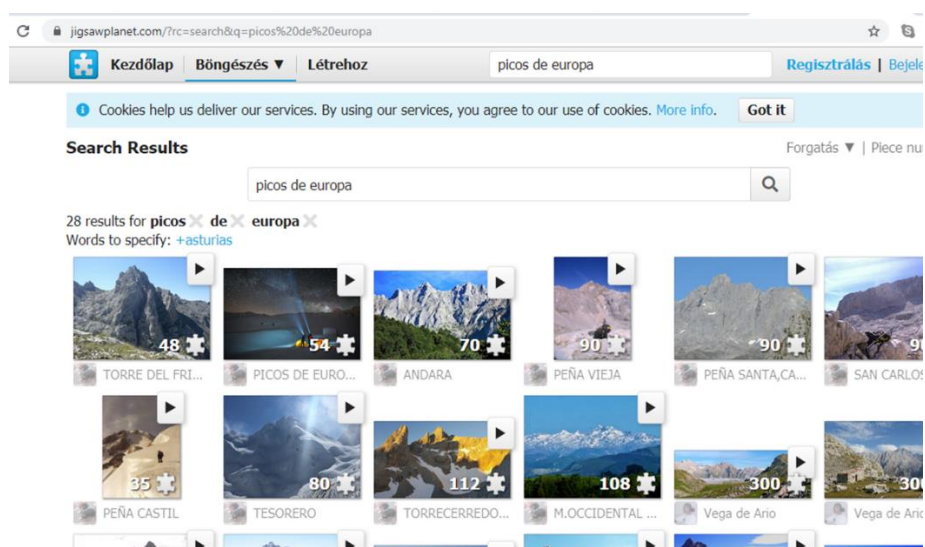 jigsawplanet.com/?rc=search&q=picos%20de%20europa
Kezdőlap Böngészés ▼ Létrehoz picos de europa Regisztrálás | Bejele
Cookies help us deliver our services. By using our services, you agree to our use of cookies. More info. Got it
Search Results Forgatás ▼ | Piece nu
picos de europa
28 results for picos de europa
Words to specify: +asturias
48 54 70 90 90 90
TORRE DEL FRI... PICOS DE EURO... ANDARA PEÑA VIEJA PEÑA SANTA,CA... SAN CARLOS
35 80 112 108 300 300
PEÑA CASTIL TESORERO TORRECERREDO... M.OCCIDENTAL ... Vega de Ario Vega de Ario